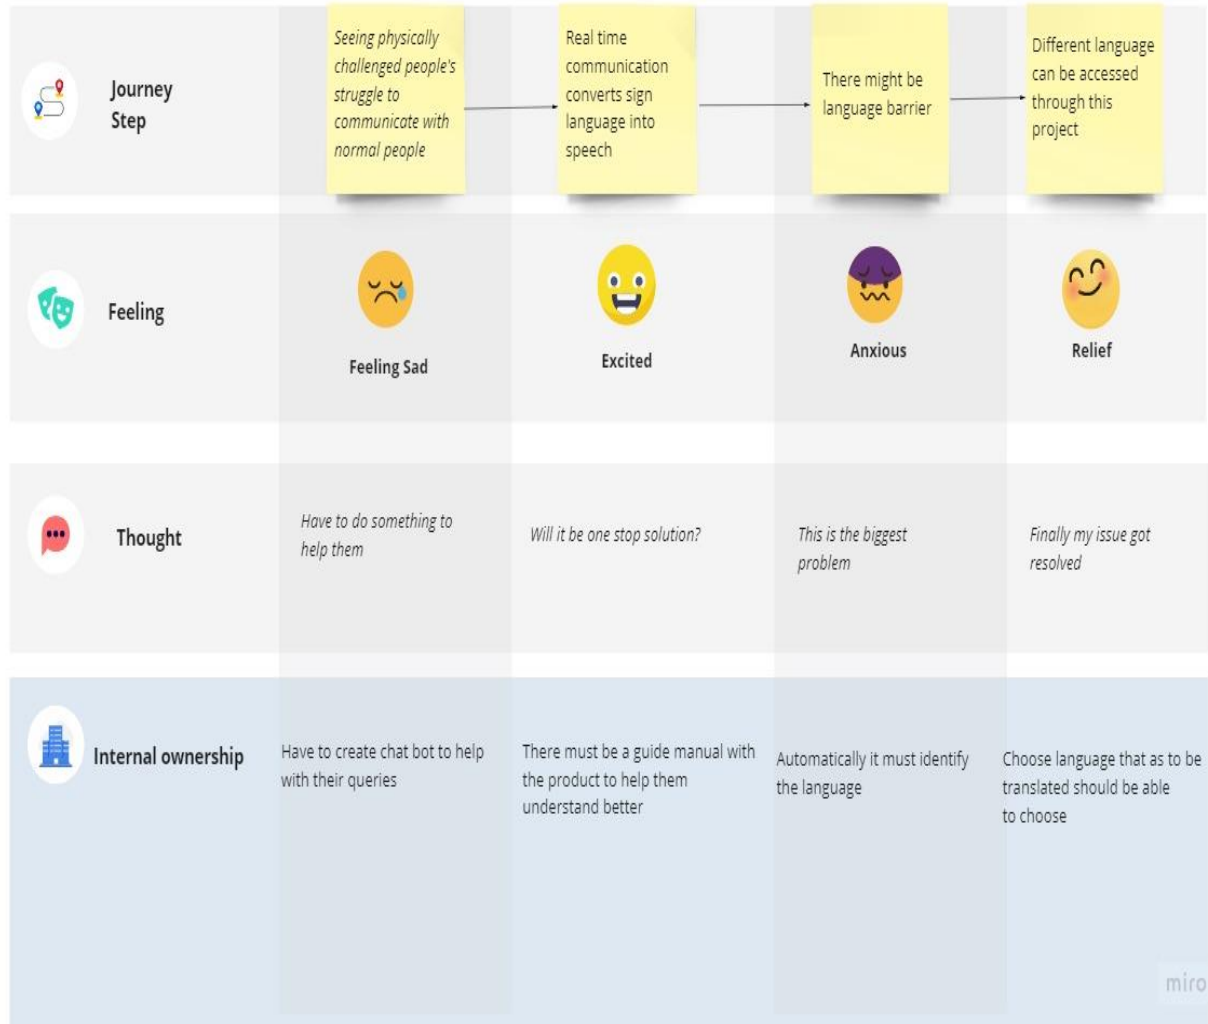 Journey
Step
Seeing physically
challenged people's
struggle to
communicate with
normal people
Real time
communication
converts sign
language into
speech
There might be
language barrier
Different language
can be accessed
through this
project
Feeling
Feeling Sad
Excited
Anxious
Relief
Thought
Have to do something to
help them
Will it be one stop solution?
This is the biggest
problem
Finally my issue got
resolved
Internal ownership
Have to create chat bot to help
with their queries
There must be a guide manual with
the product to help them
understand better
Automatically it must identify
the language
Choose language that as to be
translated should be able
to choose
miro